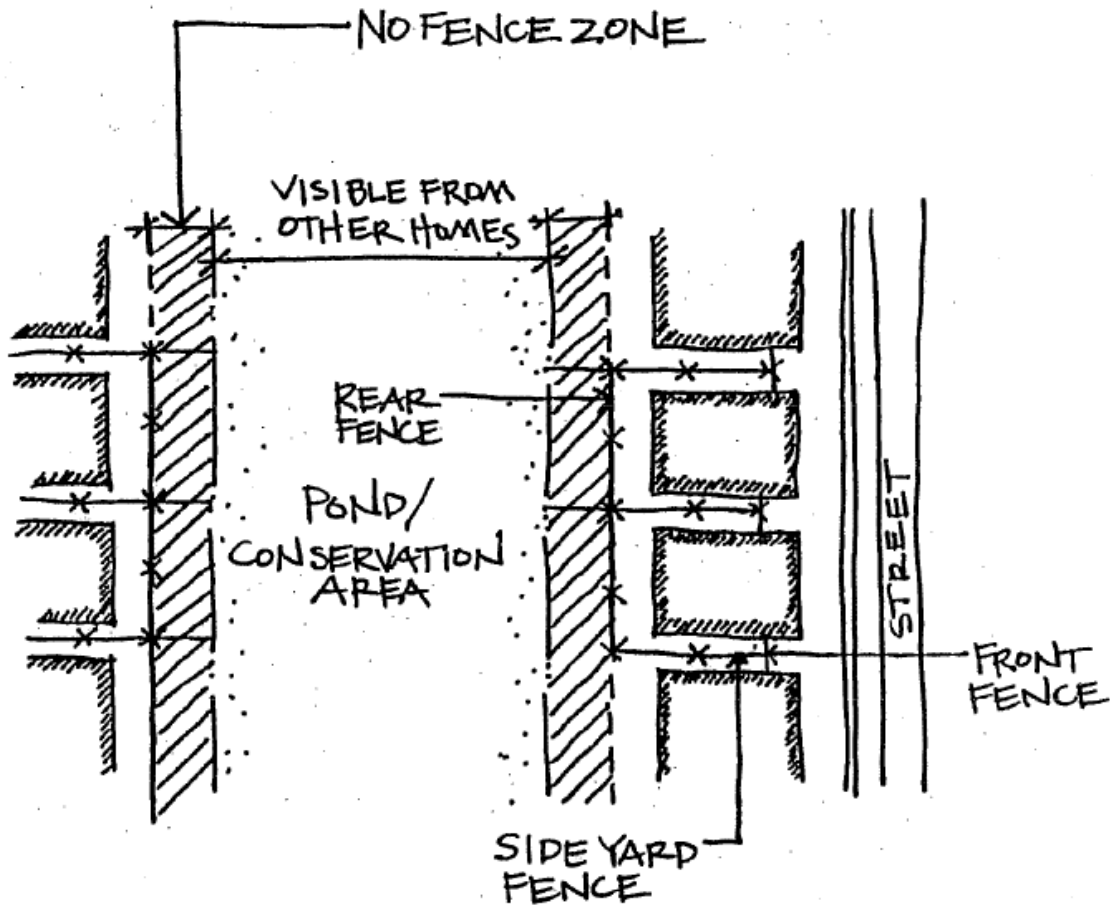 NO FENCE ZONE
VISIBLE FROM
OTHER HOMES
REAR
FENCE
POND/
CONSERVATION
AREA
STREET
FRONT
FENCE
SIDE YARD
FENCE